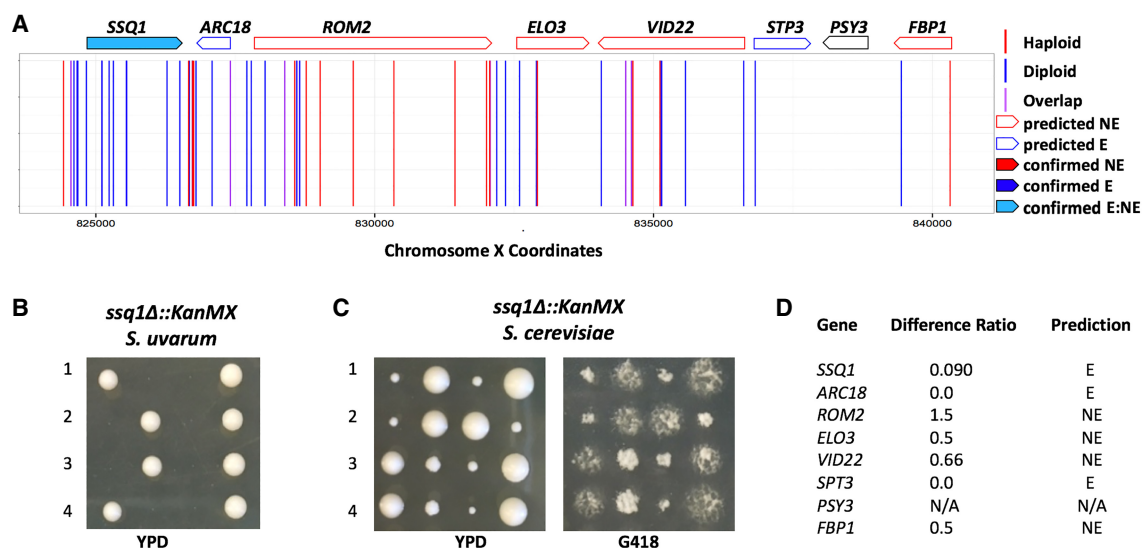 A
SSQ1 ARC18 ROM2 ELO3 VID22 STP3 PSY3 FBP1
Haploid
Diploid
Overlap
predicted NE
predicted E
confirmed NE
confirmed E
confirmed E:NE
825000 830000 835000 840000
Chromosome X Coordinates
B
ssq1Δ::KanMX
S. uvarum
1
2
3
4
YPD
C
ssq1Δ::KanMX
S. cerevisiae
1
2
3
4
YPD G418
D
Gene Difference Ratio Prediction
SSQ1 0.090 E
ARC18 0.0 E
ROM2 1.5 NE
ELO3 0.5 NE
VID22 0.66 NE
SPT3 0.0 E
PSY3 N/A N/A
FBP1 0.5 NE